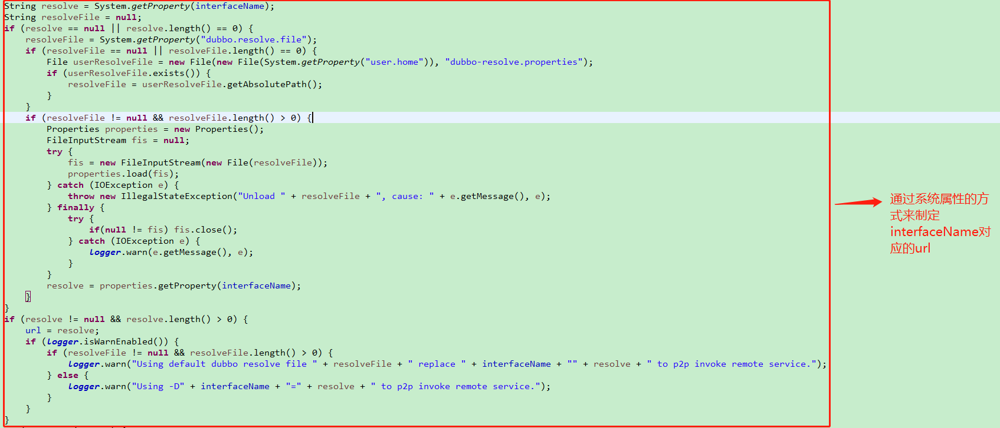 String resolve = System.getProperty(interfaceName);
String resolveFile = null;
if (resolve == null || resolve.length() == 0) {
    resolveFile = System.getProperty("dubbo.resolve.file");
    if (resolveFile == null || resolveFile.length() == 0) {
        File userResolveFile = new File(new File(System.getProperty("user.home")), "dubbo-resolve.properties");
        if (userResolveFile.exists()) {
            resolveFile = userResolveFile.getAbsolutePath();
        }
    }
    if (resolveFile != null && resolveFile.length() > 0) {
        Properties properties = new Properties();
        FileInputStream fis = null;
        try {
            fis = new FileInputStream(new File(resolveFile));
            properties.load(fis);
        } catch (IOException e) {
            throw new IllegalStateException("Unload " + resolveFile + ", cause: " + e.getMessage(), e);
        } finally {
            try {
                if(null != fis) fis.close();
            } catch (IOException e) {
                logger.warn(e.getMessage(), e);
            }
        }
        resolve = properties.getProperty(interfaceName);
    }
}
if (resolve != null && resolve.length() > 0) {
    url = resolve;
    if (logger.isWarnEnabled()) {
        if (resolveFile != null && resolveFile.length() > 0) {
            logger.warn("Using default dubbo resolve file " + resolveFile + " replace " + interfaceName + "" + resolve + " to p2p invoke remote service.");
        } else {
            logger.warn("Using -D" + interfaceName + "=" + resolve + " to p2p invoke remote service.");
        }
    }
}
通过系统属性的方
式来制定
interfaceName对
应的url